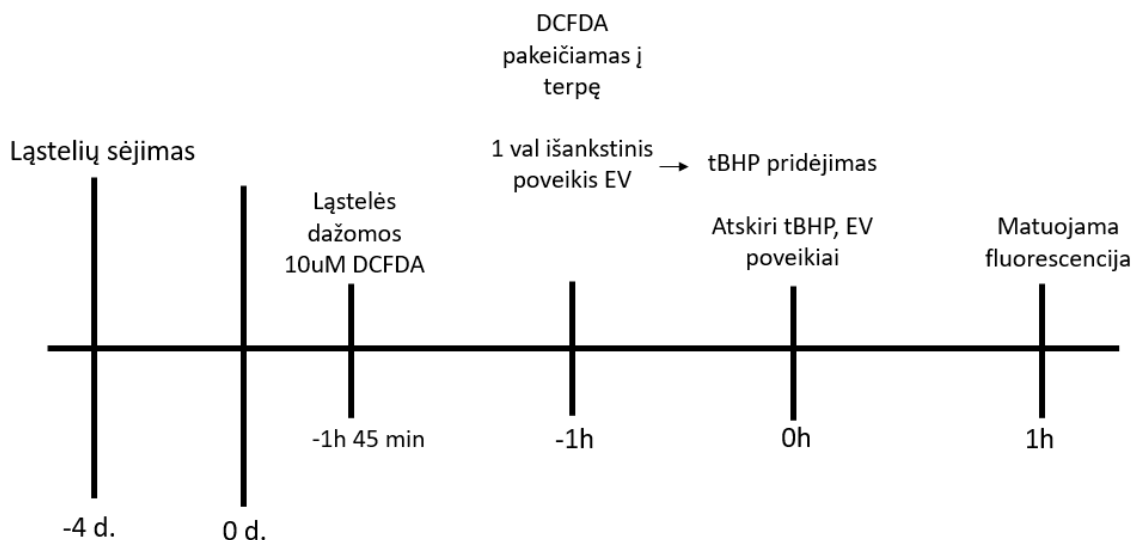 Ląstelių sėjimas
Ląstelės
dažomos
10uM DCFDA
DCFDA
pakeičiamas į
terpę
1 val išankstinis
poveikis EV
tBHP pridėjimas
Atskiri tBHP, EV
poveikiai
Matuojama
fluorescencija
-4 d.
0 d.
-1h 45 min
-1h
0h
1h